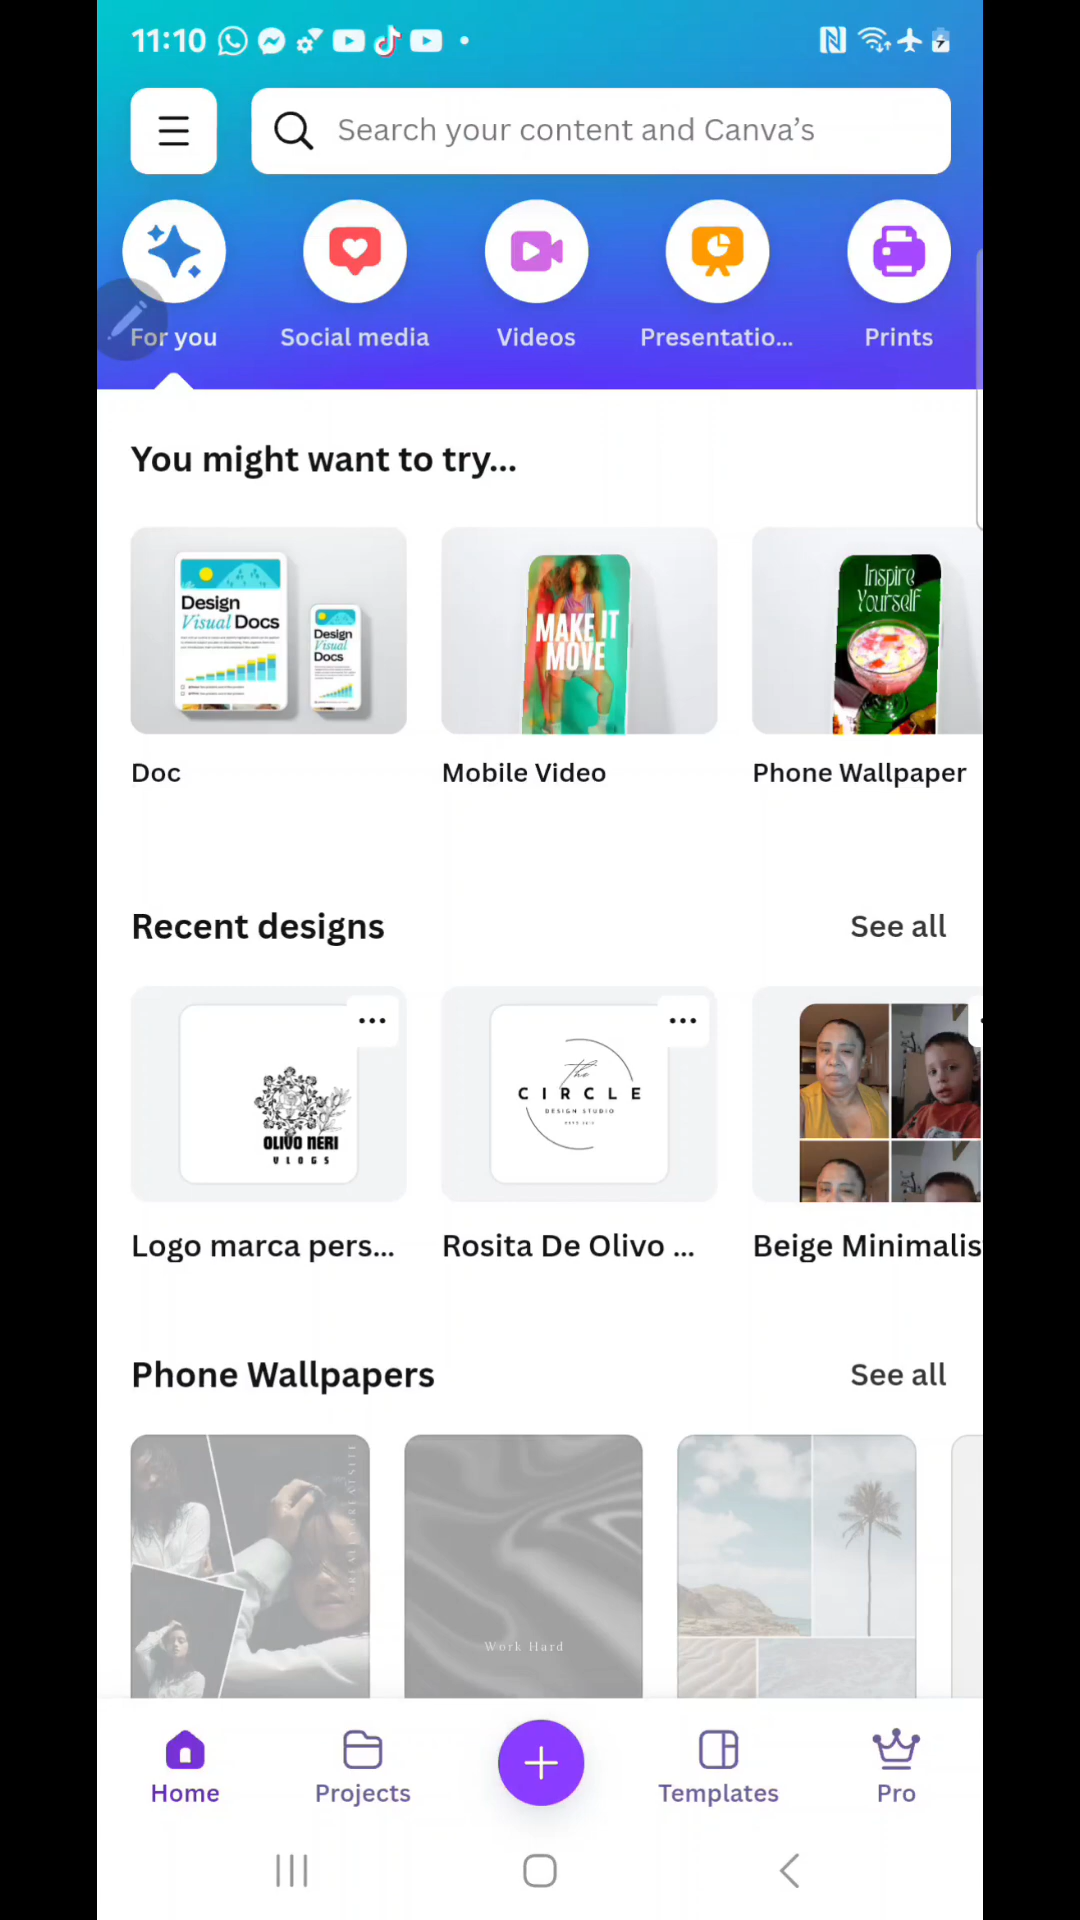 11:10
Search your content and Canva’s
For you
Social media
Videos
Presentatio...
Prints
You might want to try...
Design
Visual Docs
Design
Visual
Docs
MAKE IT
MOVE
Inspire
Yourself
Doc
Mobile Video
Phone Wallpaper
Recent designs
See all
OLIVO NERI
VLOGS
the
CIRCLE
DESIGN STUDIO
Logo marca pers...
Rosita De Olivo ...
Beige Minimalis
Phone Wallpapers
See all
Work Hard
Home
Projects
Templates
Pro